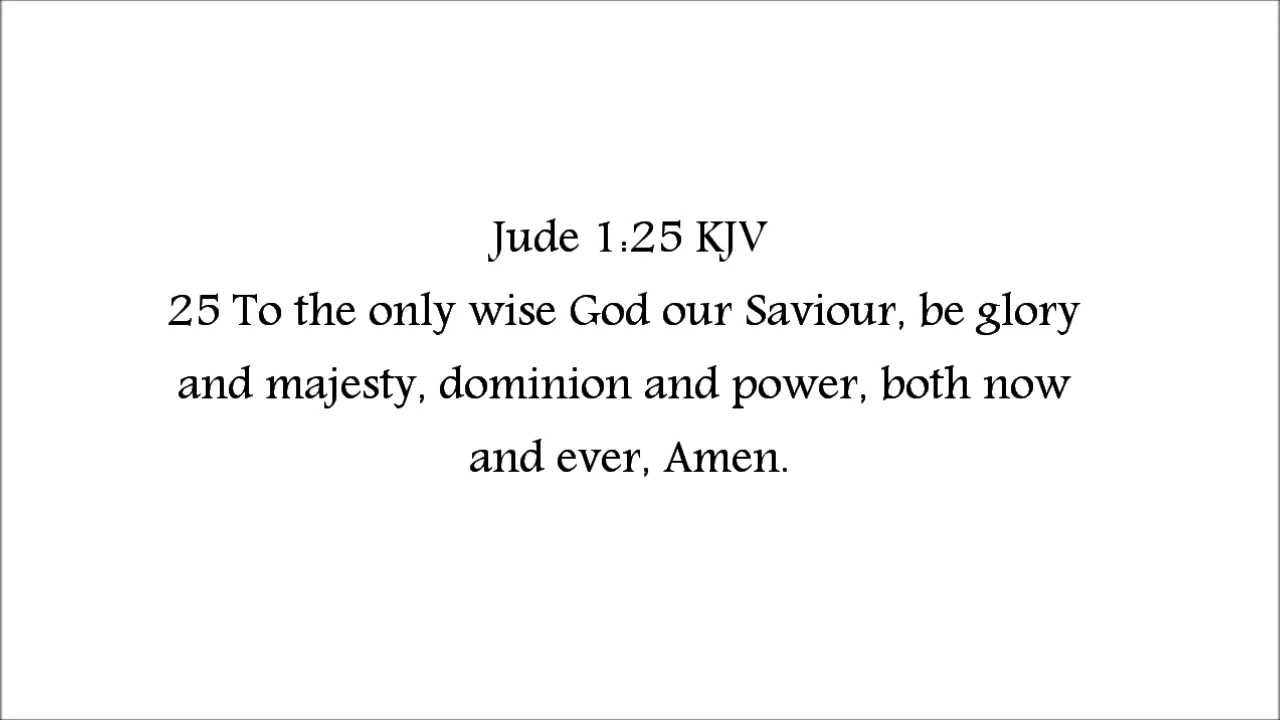 Jude 1:25 KJV
25 To the only wise God our Saviour, be glory
and majesty, dominion and power, both now
and ever, Amen.